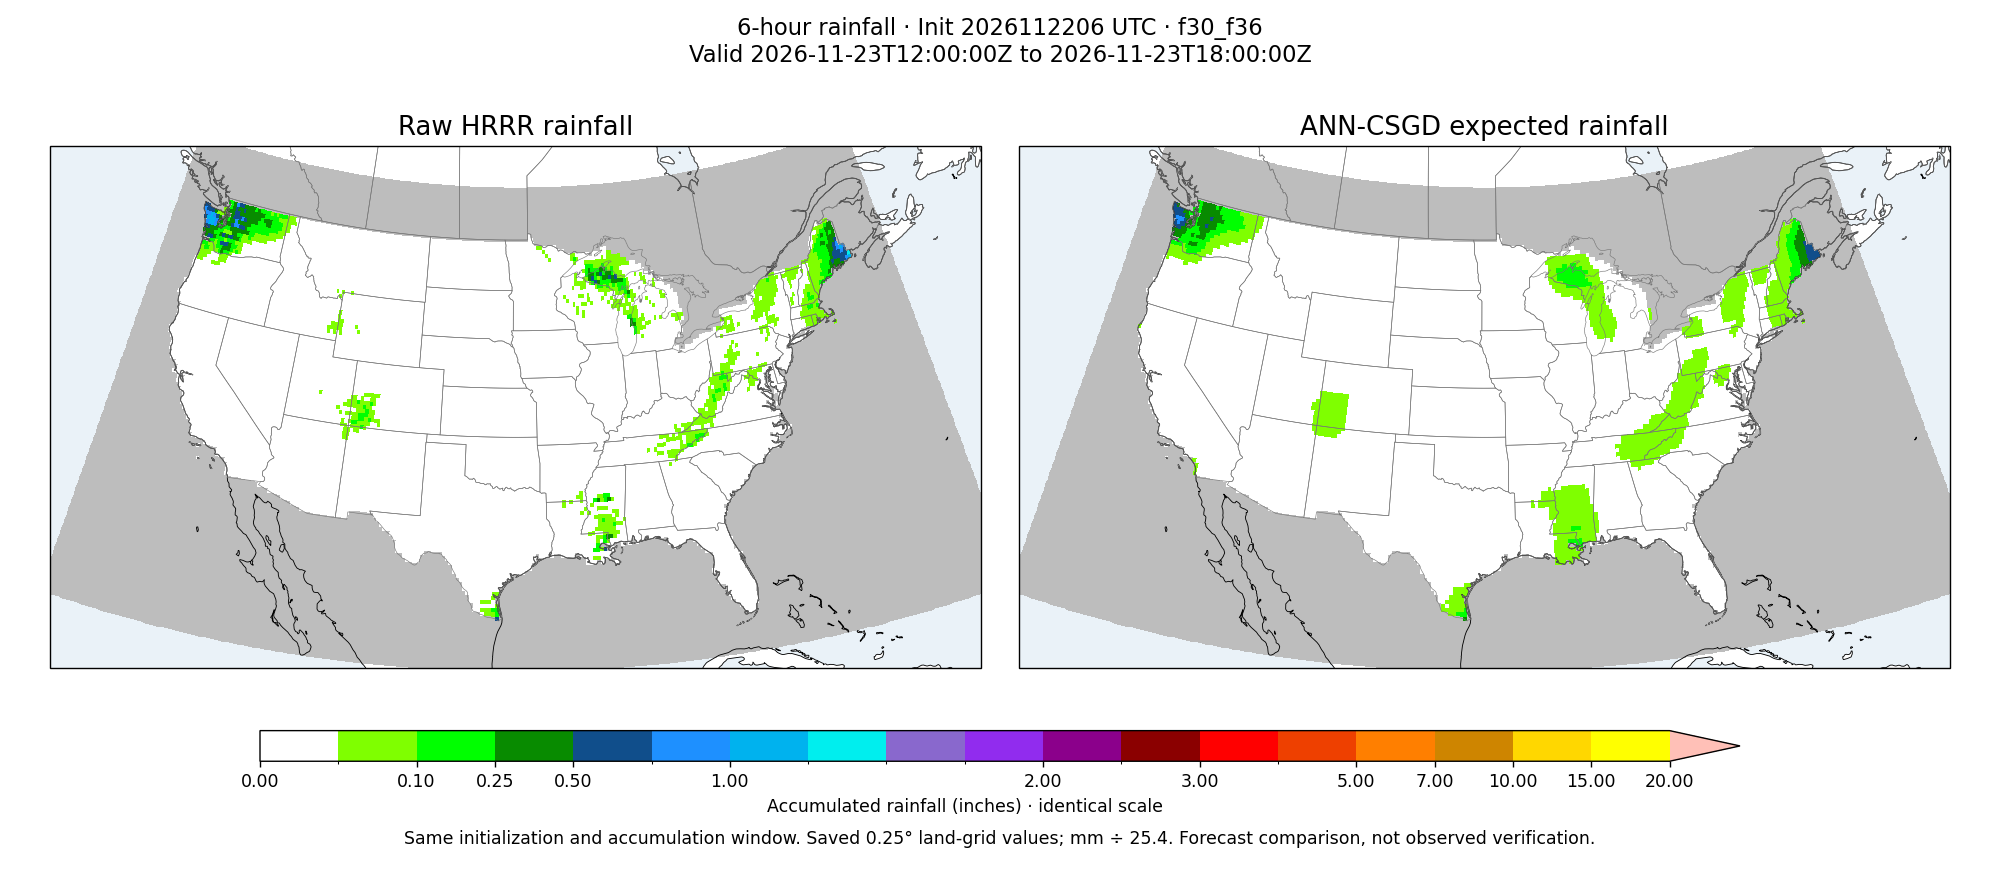 6-hour rainfall · Init 2026112206 UTC · f30_f36
Valid 2026-11-23T12:00:00Z to 2026-11-23T18:00:00Z
Raw HRRR rainfall
ANN-CSGD expected rainfall
0.00 0.10 0.25 0.50 1.00 2.00 3.00 5.00 7.00 10.00 15.00 20.00
Accumulated rainfall (inches) · identical scale
Same initialization and accumulation window. Saved 0.25° land-grid values; mm ÷ 25.4. Forecast comparison, not observed verification.